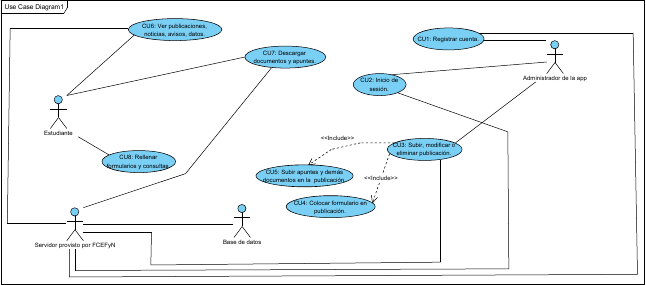 Use Case Diagram1
CU6: Ver publicaciones,
noticias, avisos, datos.
CU1: Registrar cuenta.
CU7: Descargar
documentos y apuntes.
CU2: Inicio de
sesión.
Administrador de la app
Estudiante
<<Include>>
CU3: Subir, modificar o
eliminar publicación.
CU8: Rellenar
formularios y consultas.
CU5: Subir apuntes y demás
documentos en la publicación.
<<Include>>
CU4: Colocar formulario en
publicación.
Servidor provisto por FCEFyN
Base de datos